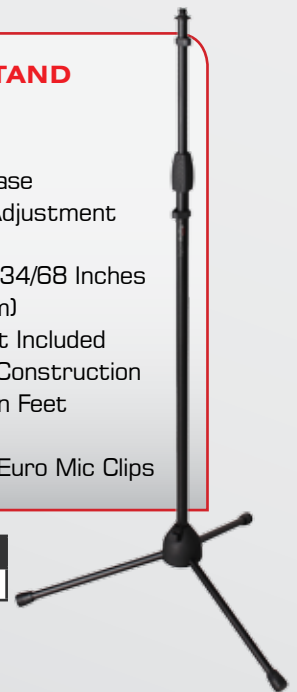 TAND
ase
Adjustment
34/68 Inches
m)
t Included
Construction
n Feet
Euro Mic Clips